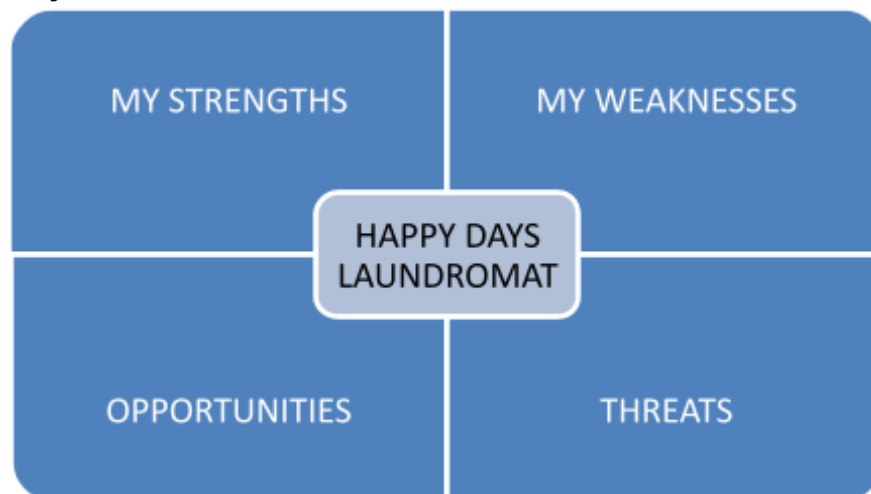 MY STRENGTHS
MY WEAKNESSES
HAPPY DAYS
LAUNDROMAT
OPPORTUNITIES
THREATS